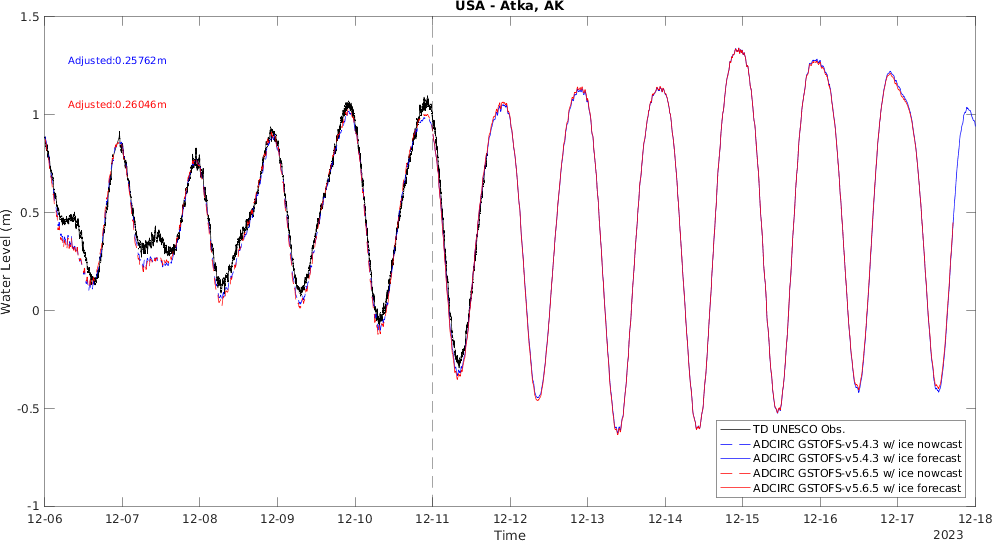 USA - Atka, AK
1.5
Adjusted:0.25762m
Adjusted:0.26046m
1
0.5
0
-0.5
-1
Water Level (m)
TD UNESCO Obs.
ADCIRC GSTOFS-v5.4.3 w/ ice nowcast
ADCIRC GSTOFS-v5.4.3 w/ ice forecast
ADCIRC GSTOFS-v5.6.5 w/ ice nowcast
ADCIRC GSTOFS-v5.6.5 w/ ice forecast
12-06 12-07 12-08 12-09 12-10 12-11 12-12 12-13 12-14 12-15 12-16 12-17 12-18
Time
2023